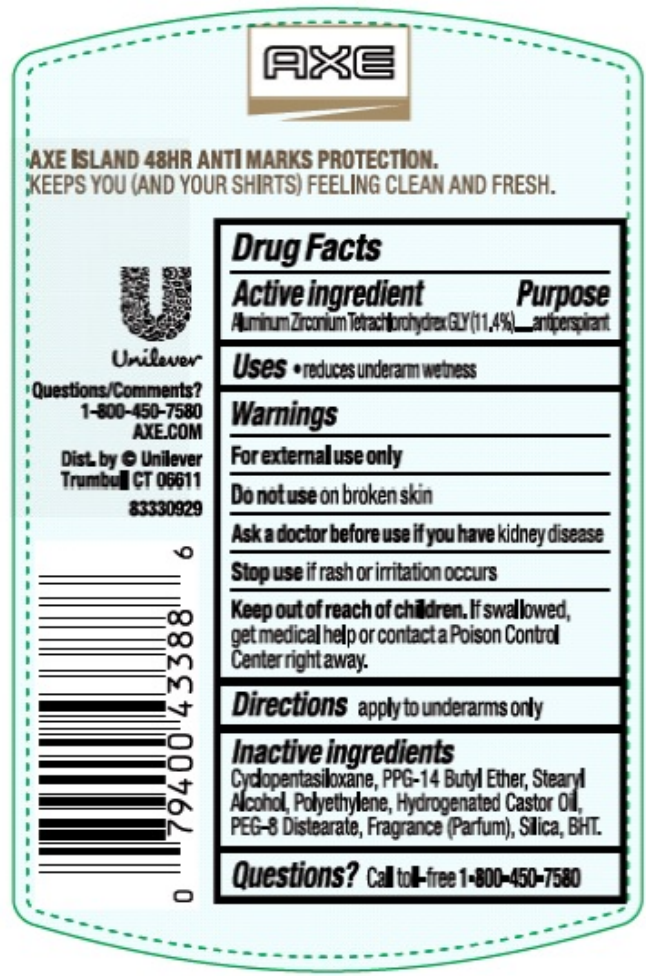 AXE
AXE ISLAND 48HR ANTI MARKS PROTECTION.
KEEPS YOU (AND YOUR SHIRTS) FEELING CLEAN AND FRESH.
Unilever
Questions/Comments?
1-800-450-7580
AXE.COM
Dist. by © Unilever
Trumbull CT 06611
83330929
0 79400 43388 6
Drug Facts
Active ingredient Purpose
Aluminum Zirconium Tetrachlorohydrex GLY (11.4%)....antiperspirant
Uses • reduces underarm wetness
Warnings
For external use only
Do not use on broken skin
Ask a doctor before use if you have kidney disease
Stop use if rash or irritation occurs
Keep out of reach of children. If swallowed,
get medical help or contact a Poison Control
Center right away.
Directions apply to underarms only
Inactive ingredients
Cyclopentasiloxane, PPG-14 Butyl Ether, Stearyl
Alcohol, Polyethylene, Hydrogenated Castor Oil,
PEG-8 Distearate, Fragrance (Parfum), Silica, BHT.
Questions? Call toll-free 1-800-450-7580